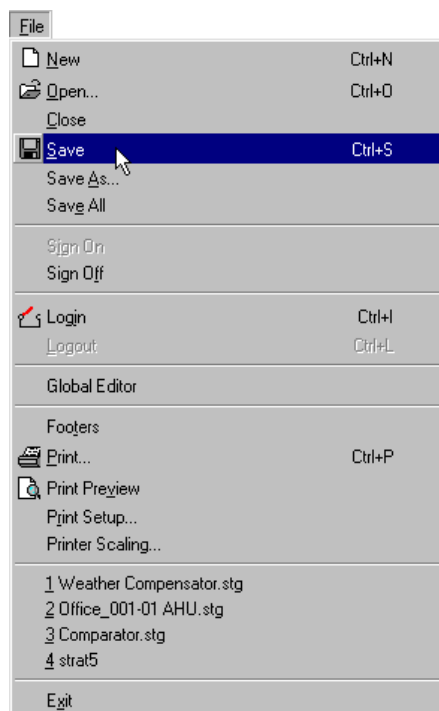 File
New Ctrl+N
Open... Ctrl+O
Close
Save Ctrl+S
Save As...
Save All
Sign On
Sign Off
Login Ctrl+I
Logout Ctrl+L
Global Editor
Footers
Print... Ctrl+P
Print Preview
Print Setup...
Printer Scaling...
1 Weather Compensator.stg
2 Office_001-01 AHU.stg
3 Comparator.stg
4 strat5
Exit